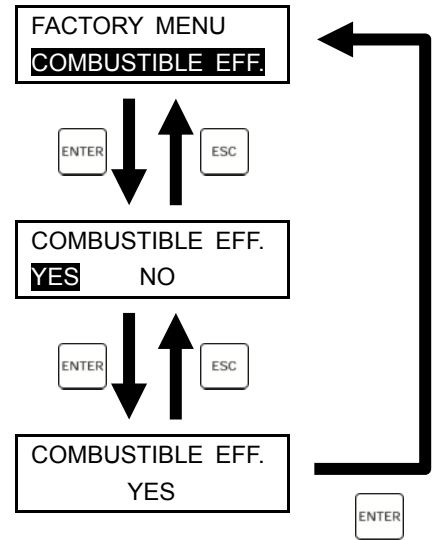 FACTORY MENU
COMBUSTIBLE EFF.
ENTER
ESC
COMBUSTIBLE EFF.
YES NO
ENTER
ESC
COMBUSTIBLE EFF.
YES
ENTER